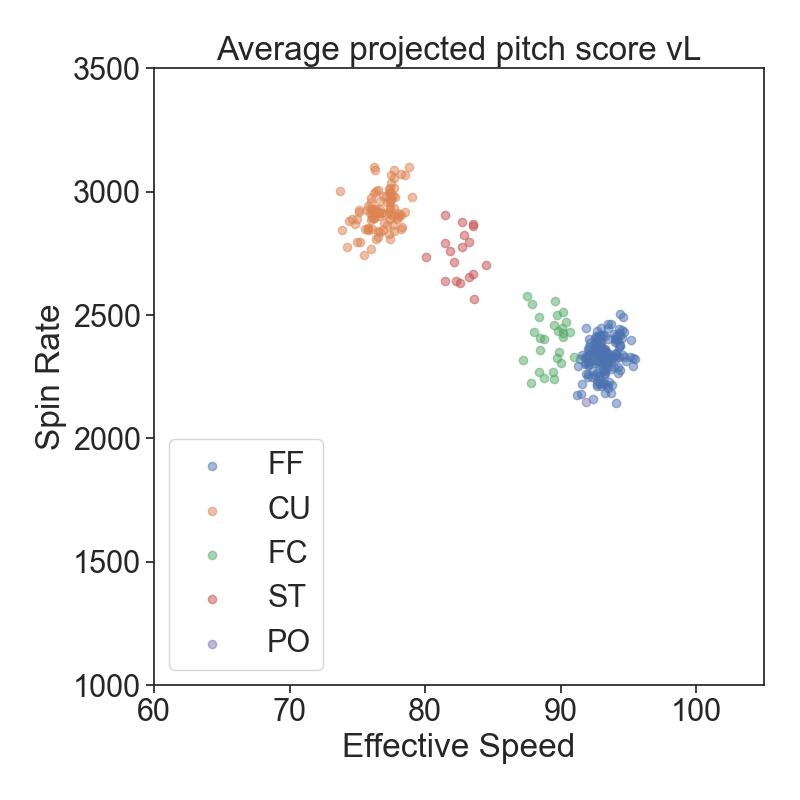 Average projected pitch score vL
3500
3000
2500
2000
1500
1000
Spin Rate
FF
CU
FC
ST
PO
60 70 80 90 100
Effective Speed